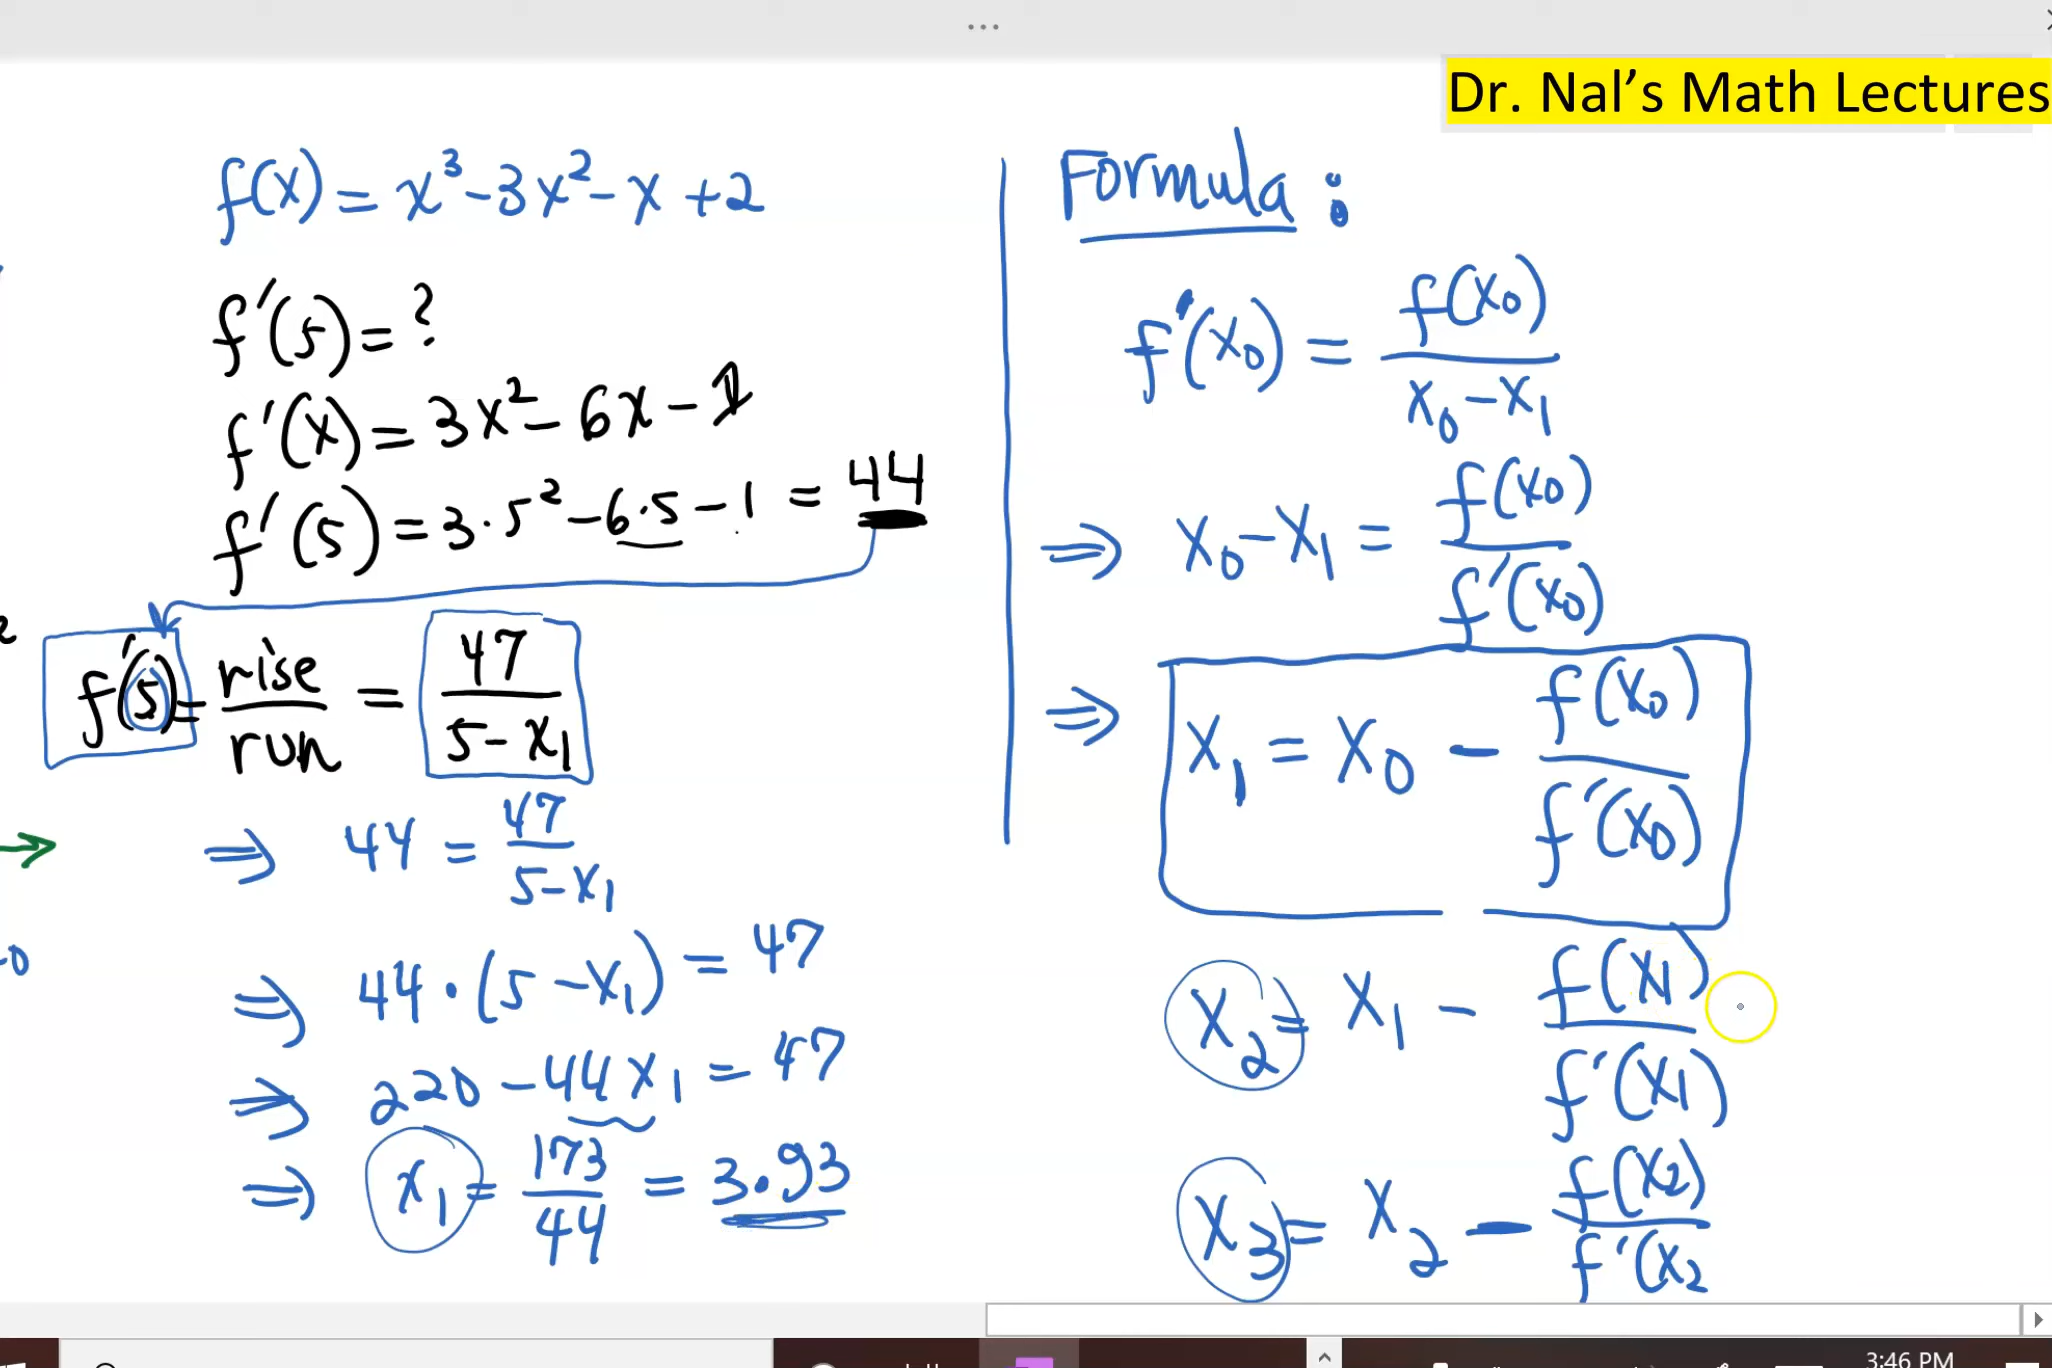 Dr. Nal's Math Lectures
f(x) = x³ - 3x² - x + 2
f'(5) = ?
f'(x) = 3x² - 6x - 1
f'(5) = 3·5² - 6·5 - 1 = 44
f'(5) = rise/run = 47/(5 - x₁)
⇒ 44 = 47/(5 - x₁)
⇒ 44·(5 - x₁) = 47
⇒ 220 - 44x₁ = 47
⇒ x₁ = 173/44 = 3.93
Formula:
f'(x₀) = f(x₀)/(x₀ - x₁)
⇒ x₀ - x₁ = f(x₀)/f'(x₀)
⇒ x₁ = x₀ - f(x₀)/f'(x₀)
x₂ = x₁ - f(x₁)/f'(x₁)
x₃ = x₂ - f(x₂)/f'(x₂
3:46 PM